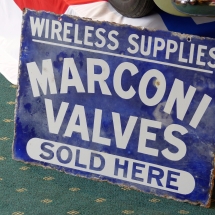 WIRELESS SUPPLIES
MARCONI
VALVES
SOLD HERE